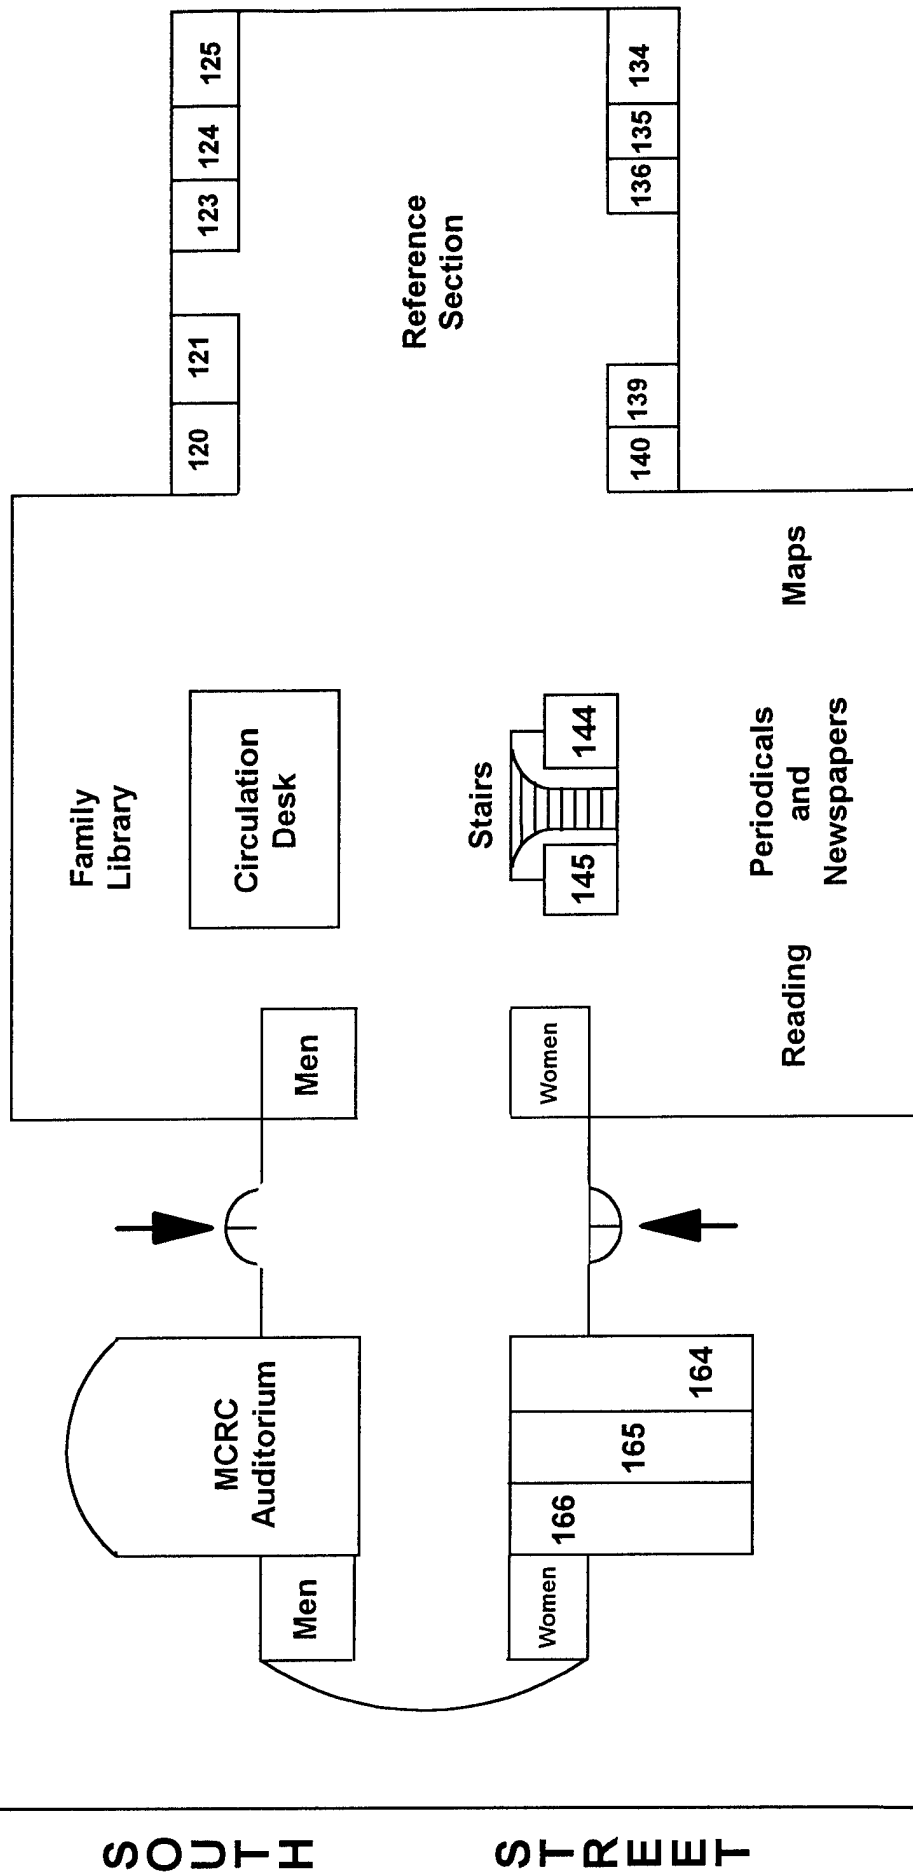 SOUTH
STREET
Men
MCRC
Auditorium
Men
Family
Library
Circulation
Desk
120
121
123
124
125
Women
166
165
164
Women
Stairs
145
144
Reference
Section
140
139
136
135
134
Reading
Periodicals
and
Newspapers
Maps